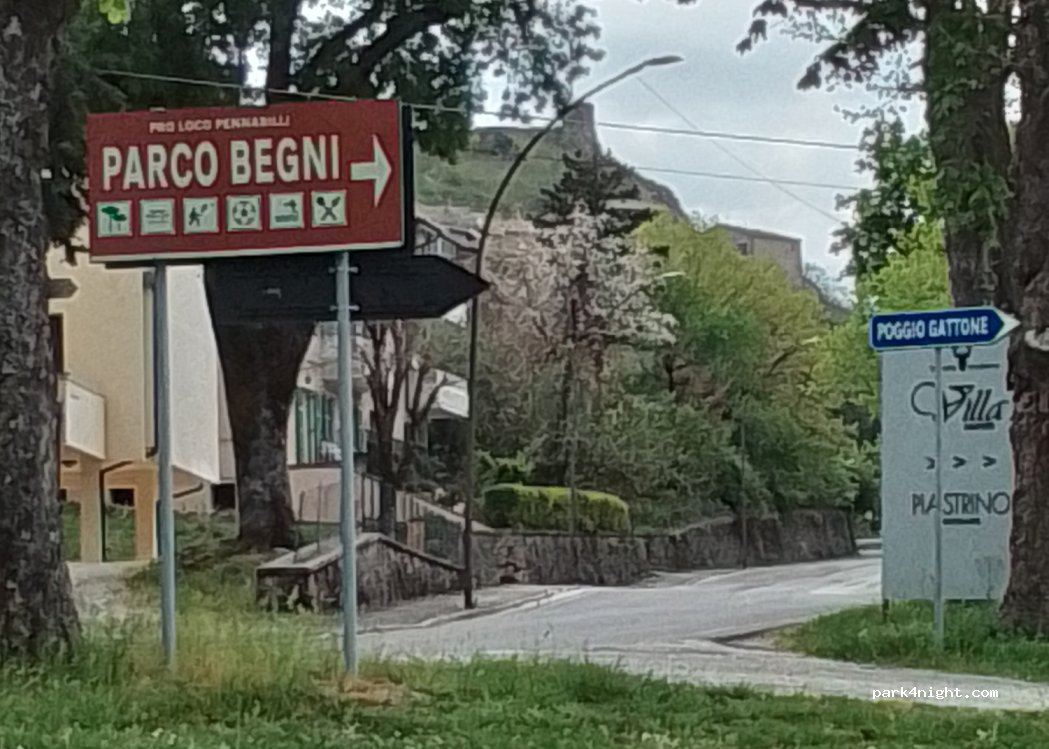 PRO LOCO PENNABILLI
PARCO BEGNI
POGGIO GATTONE
Villa
> > >
PIASTRINO
park4night.com